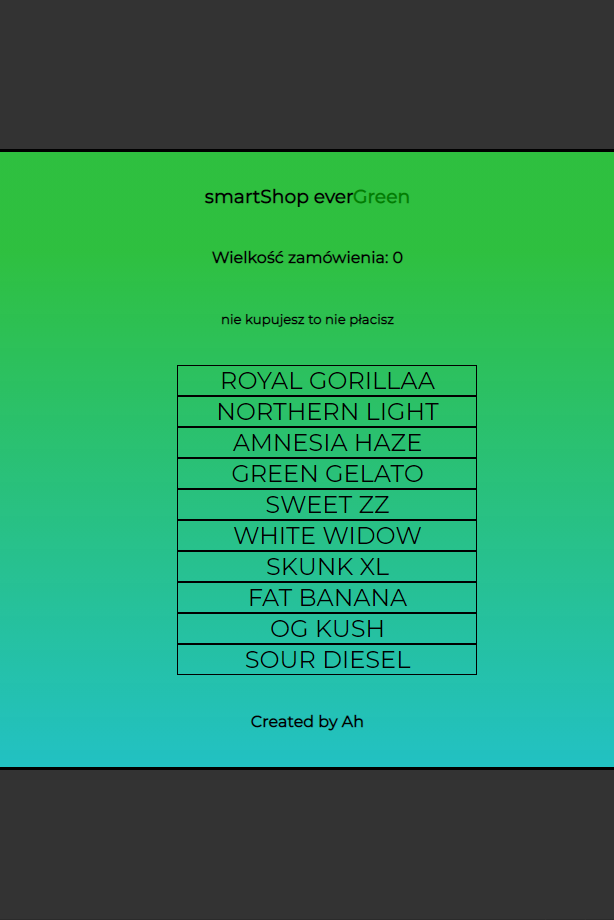 smartShop everGreen
Wielkość zamówienia: 0
nie kupujesz to nie płacisz
ROYAL GORILLAA
NORTHERN LIGHT
AMNESIA HAZE
GREEN GELATO
SWEET ZZ
WHITE WIDOW
SKUNK XL
FAT BANANA
OG KUSH
SOUR DIESEL
Created by Ah